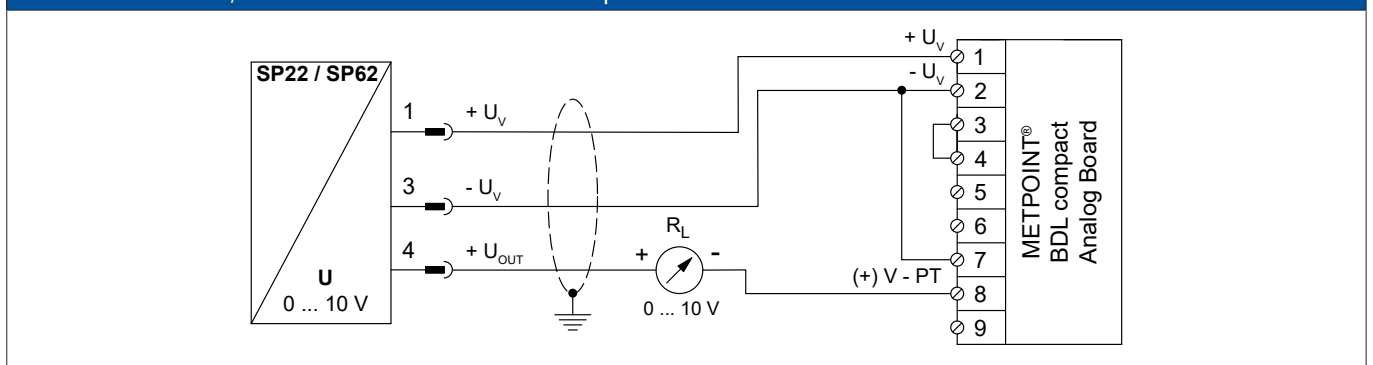 SP22 / SP62
U
0 ... 10 V
1
+ U_V
3
- U_V
4
+ U_OUT
R_L
+
-
0 ... 10 V
+ U_V
- U_V
(+) V - PT
1
2
3
4
5
6
7
8
9
METPOINT®
BDL compact
Analog Board